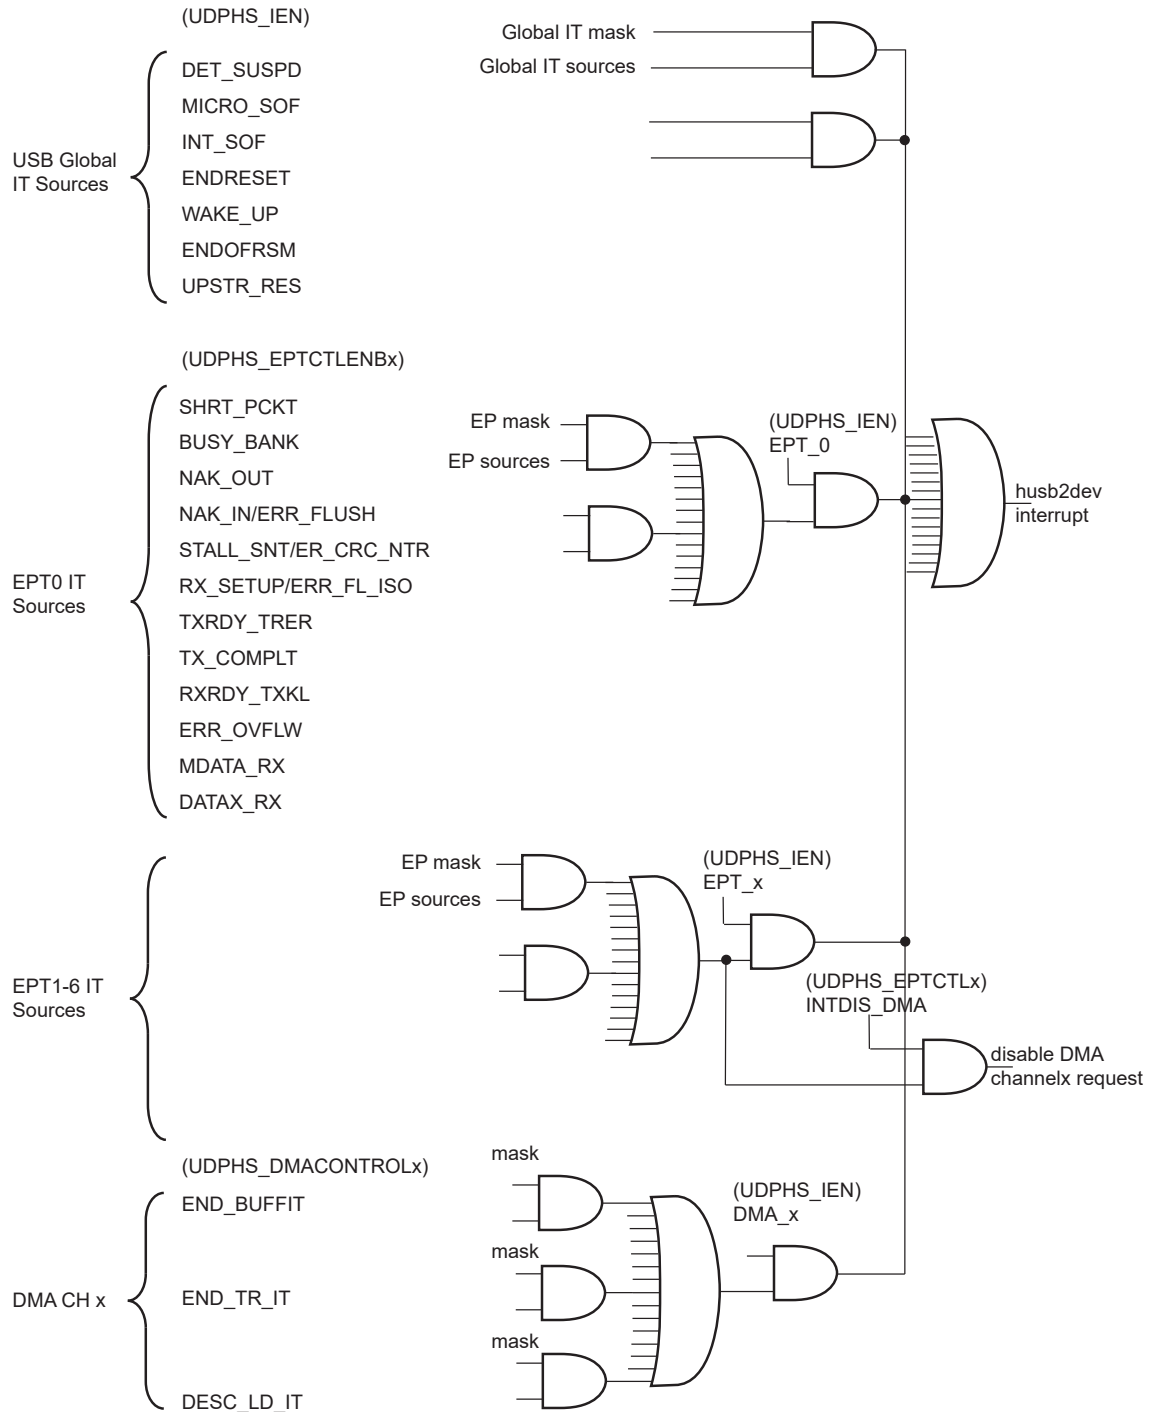 (UDPHS_IEN)
Global IT mask
Global IT sources
DET_SUSPD
MICRO_SOF
INT_SOF
ENDRESET
WAKE_UP
ENDOFRSM
UPSTR_RES
USB Global
IT Sources
(UDPHS_EPTCTLENBx)
SHRT_PCKT
BUSY_BANK
NAK_OUT
NAK_IN/ERR_FLUSH
STALL_SNT/ER_CRC_NTR
RX_SETUP/ERR_FL_ISO
TXRDY_TRER
TX_COMPLT
RXRDY_TXKL
ERR_OVFLW
MDATA_RX
DATAX_RX
EPT0 IT
Sources
EP mask
EP sources
(UDPHS_IEN)
EPT_0
husb2dev
interrupt
EP mask
EP sources
(UDPHS_IEN)
EPT_x
EPT1-6 IT
Sources
(UDPHS_EPTCTLx)
INTDIS_DMA
disable DMA
channelx request
(UDPHS_DMACONTROLx)
mask
END_BUFFIT
(UDPHS_IEN)
DMA_x
mask
DMA CH x
END_TR_IT
mask
DESC_LD_IT